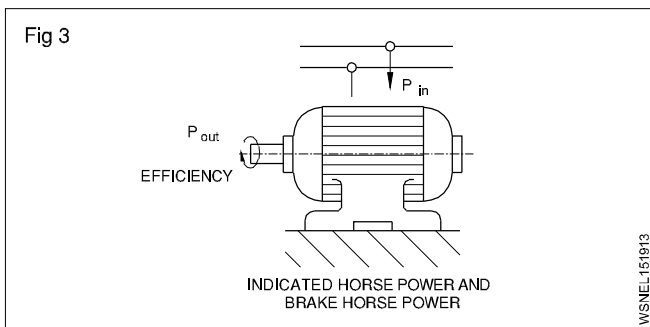 Fig 3
P in
P out
EFFICIENCY
INDICATED HORSE POWER AND
BRAKE HORSE POWER
WSNEL151913